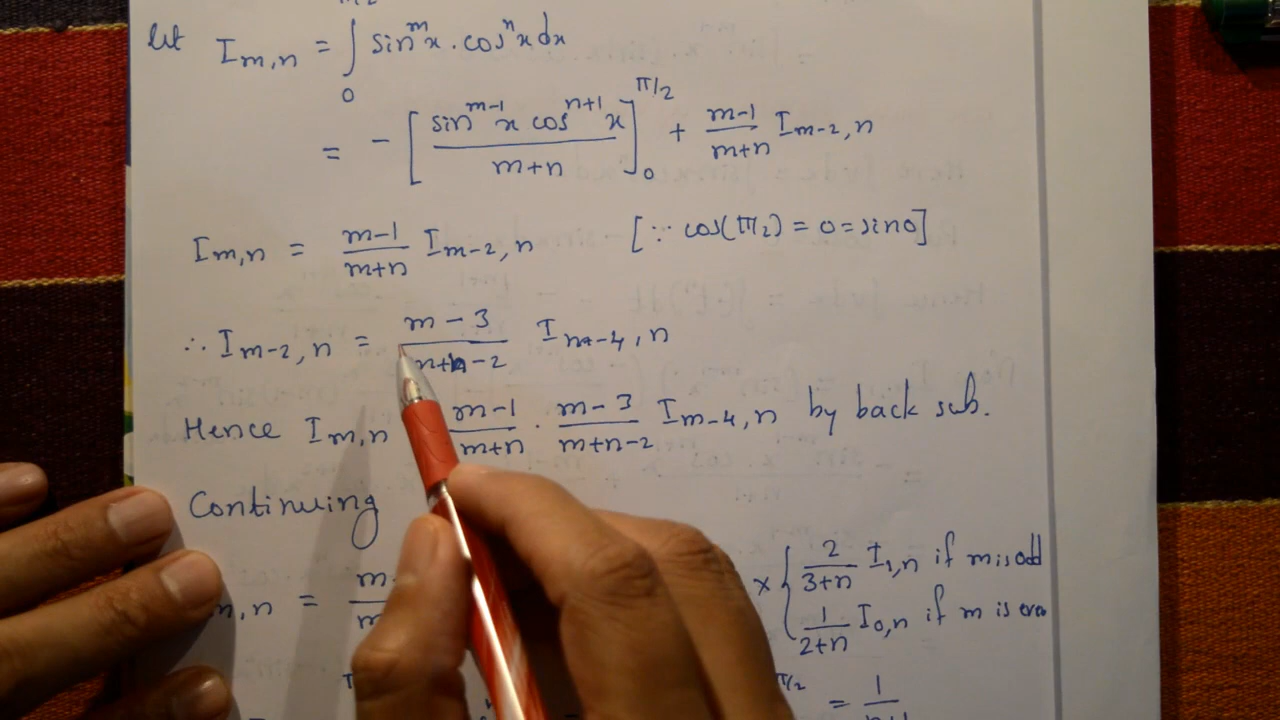 let I_{m,n} = ∫_0 sin^m x . cos^n x dx
= - [ (sin^{m-1} x cos^{n+1} x)/(m+n) ]_0^{π/2} + (m-1)/(m+n) I_{m-2, n}
I_{m,n} = (m-1)/(m+n) I_{m-2, n} [∵ cos(π/2) = 0 = sin 0]
∴ I_{m-2, n} = (m-3)/(m+n-2) I_{m-4, n}
Hence I_{m,n} (m-1)/(m+n) . (m-3)/(m+n-2) I_{m-4, n} by back sub.
Continuing
m,n = × { 2/(3+n) I_{1,n} if m is odd
1/(2+n) I_{0,n} if m is even
π/2 = 1